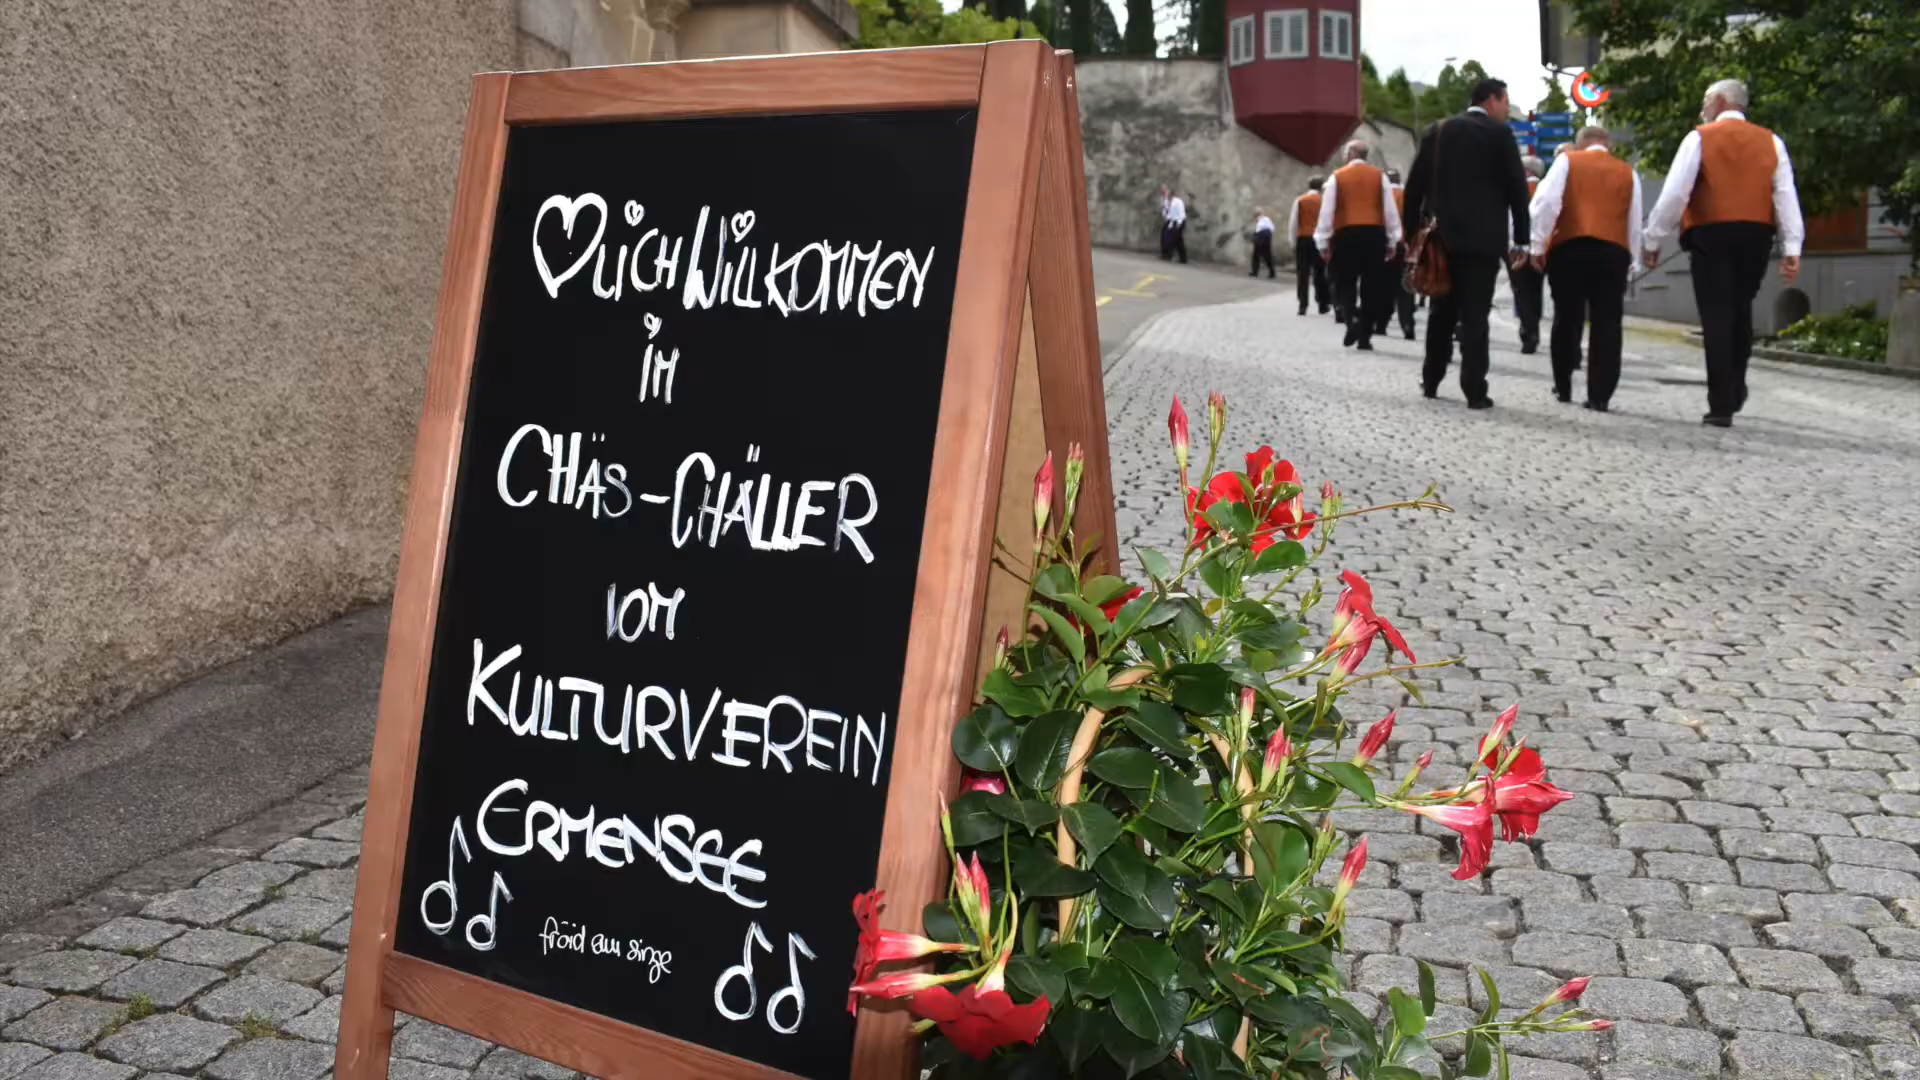 ♡LICH WILLKOMMEN
IM
CHÄS-CHÄLLER
VOM
KULTURVEREIN
ERMENSEE
fröid am singe